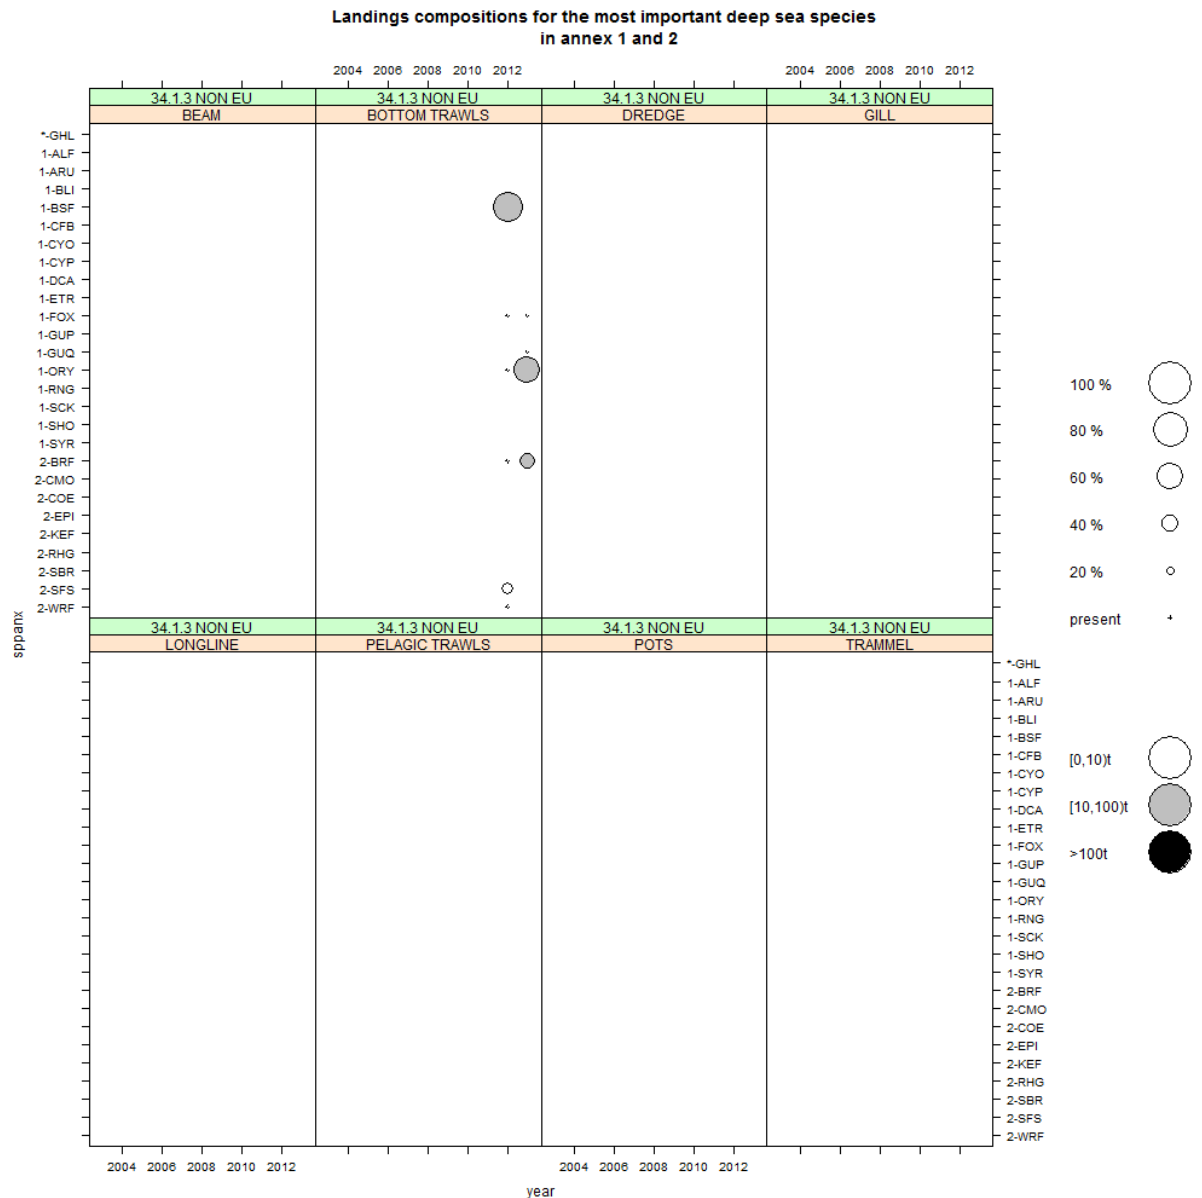 Landings compositions for the most important deep sea species
in annex 1 and 2
2004 2006 2008 2010 2012 2004 2006 2008 2010 2012
34.1.3 NON EU 34.1.3 NON EU 34.1.3 NON EU 34.1.3 NON EU
BEAM BOTTOM TRAWLS DREDGE GILL
*-GHL
1-ALF
1-ARU
1-BLI
1-BSF
1-CFB
1-CYO
1-CYP
1-DCA
1-ETR
1-FOX
1-GUP
1-GUQ
1-ORY
1-RNG
1-SCK
1-SHO
1-SYR
2-BRF
2-CMO
2-COE
2-EPI
2-KEF
2-RHG
2-SBR
2-SFS
2-WRF
sppanx
34.1.3 NON EU 34.1.3 NON EU 34.1.3 NON EU 34.1.3 NON EU
LONGLINE PELAGIC TRAWLS POTS TRAMMEL
*-GHL
1-ALF
1-ARU
1-BLI
1-BSF
1-CFB
1-CYO
1-CYP
1-DCA
1-ETR
1-FOX
1-GUP
1-GUQ
1-ORY
1-RNG
1-SCK
1-SHO
1-SYR
2-BRF
2-CMO
2-COE
2-EPI
2-KEF
2-RHG
2-SBR
2-SFS
2-WRF
2004 2006 2008 2010 2012 2004 2006 2008 2010 2012
year
100 %
80 %
60 %
40 %
20 %
present
[0,10)t
[10,100)t
>100t